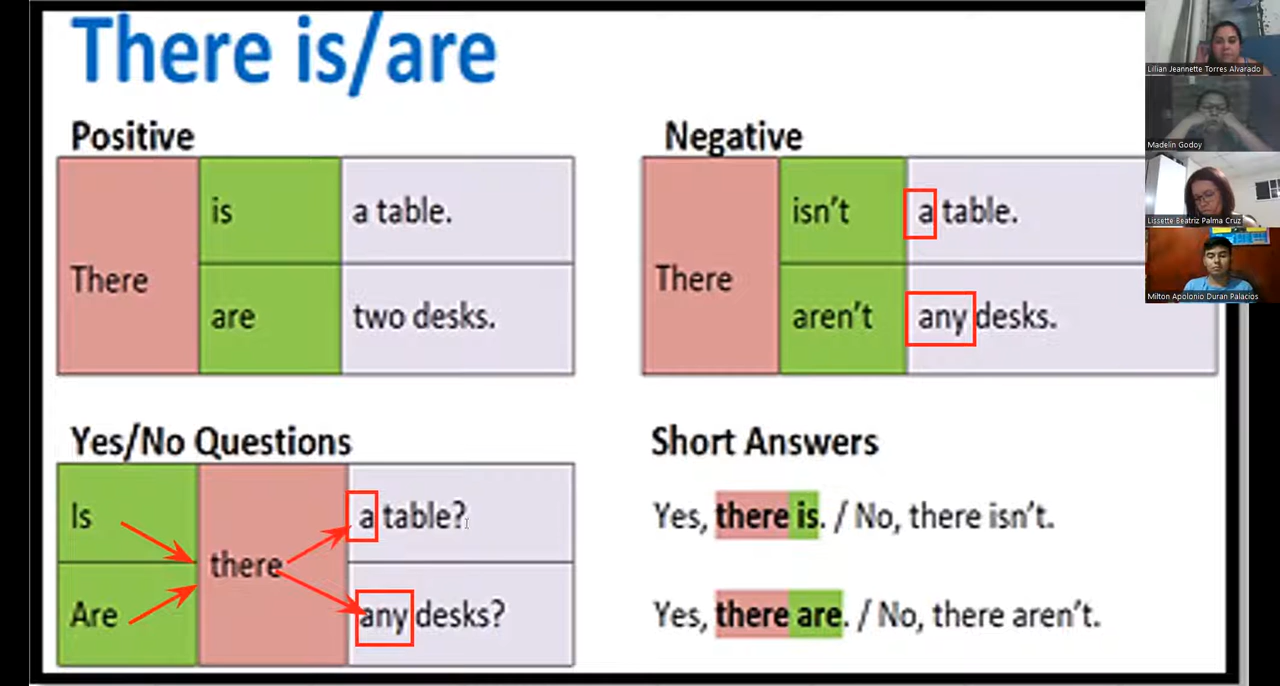 There is/are
Positive
There
is
a table.
are
two desks.
Negative
There
isn't
a table.
aren't
any desks.
Yes/No Questions
Is
Are
there
a table?
any desks?
Short Answers
Yes, there is. / No, there isn't.
Yes, there are. / No, there aren't.
Lillian Jeannette Torres Alvarado
Madelin Godoy
Lissette Beatriz Palma Cruz
Milton Apolonio Duran Palacios